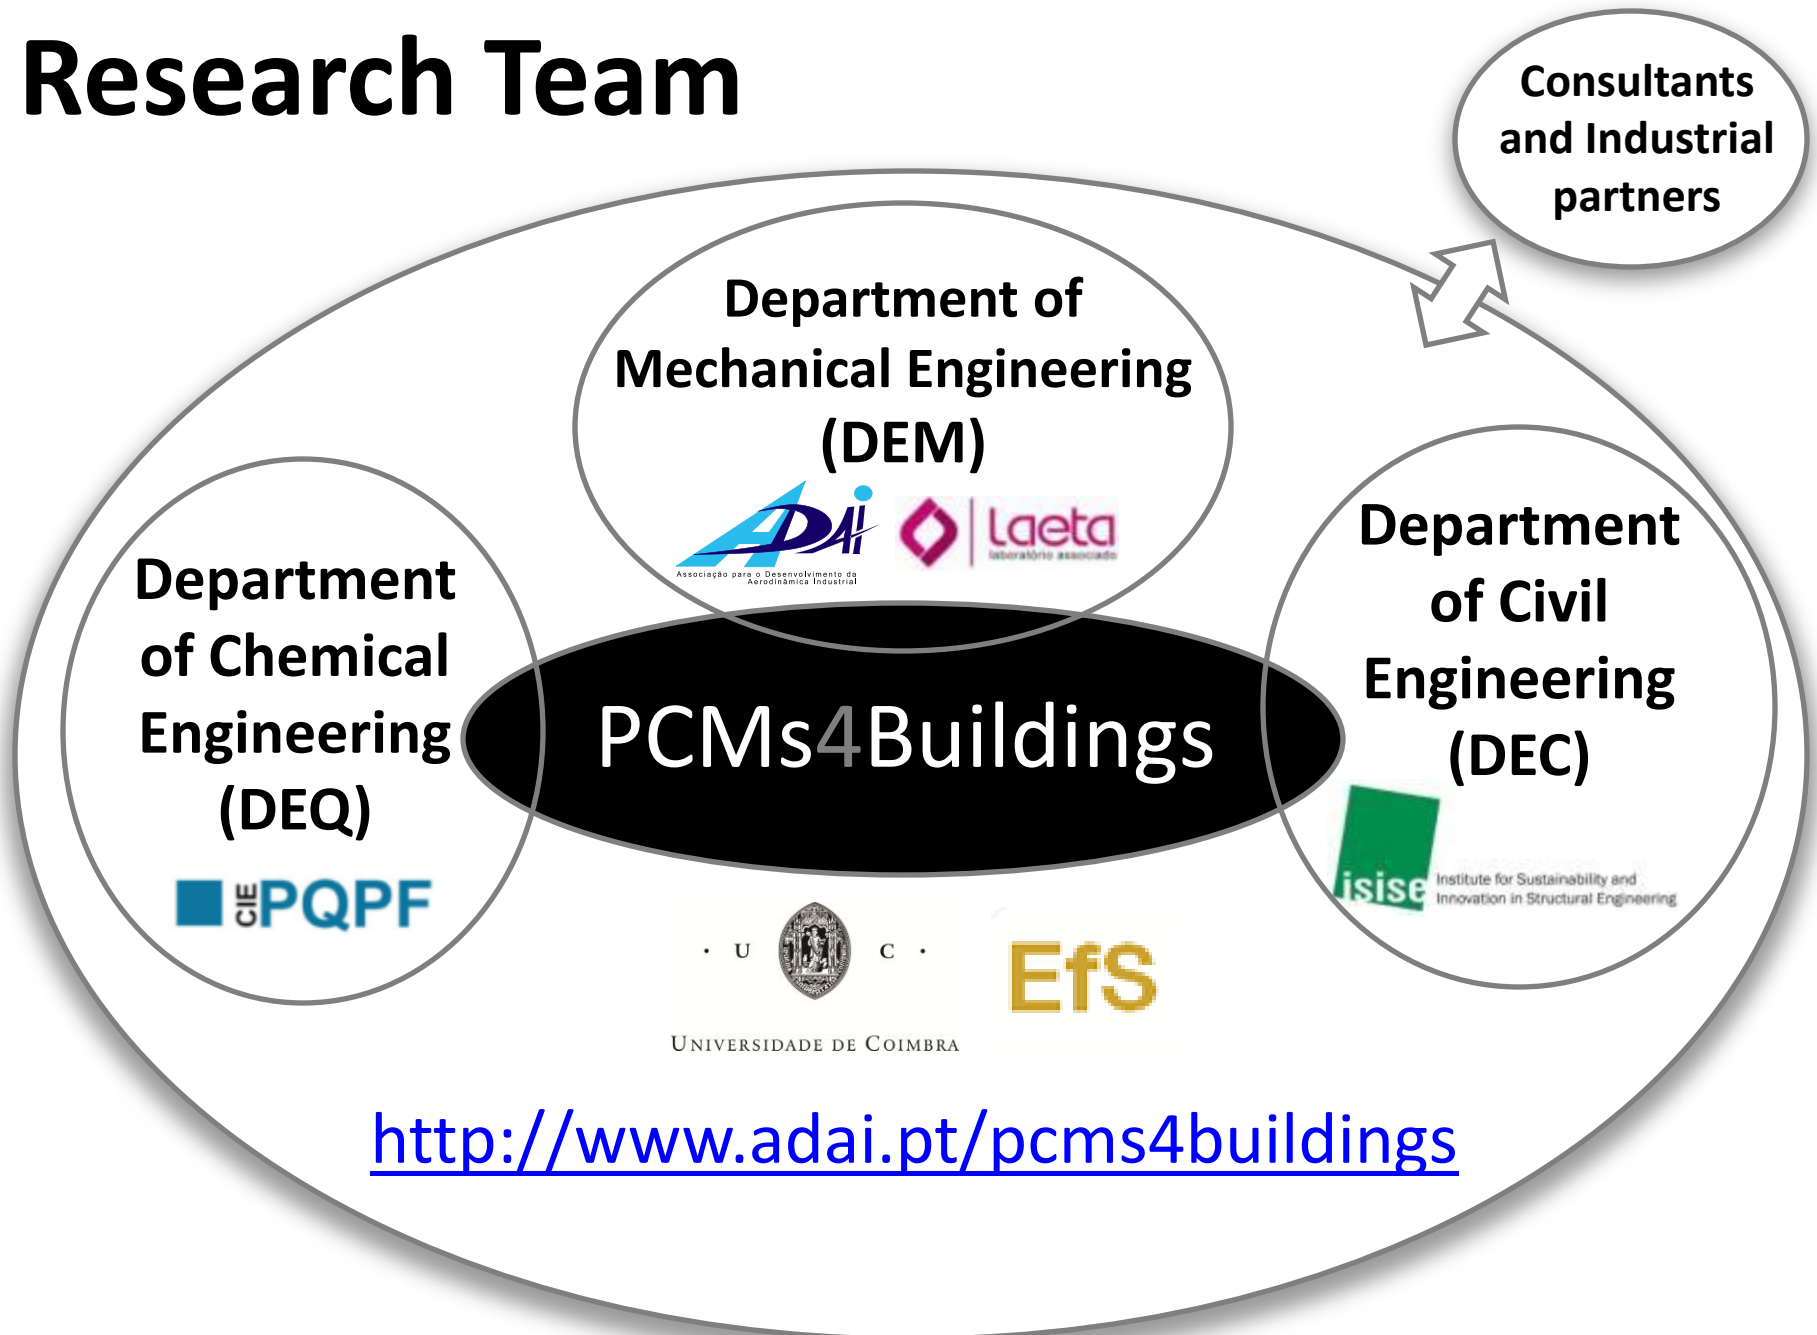 Research Team
Consultants
and Industrial
partners
Department of
Mechanical Engineering
(DEM)
ADAI
Associação para o Desenvolvimento da
Aerodinâmica Industrial
Laeta
laboratório associado
Department
of Chemical
Engineering
(DEQ)
CIEPQPF
PCMs4Buildings
Department
of Civil
Engineering
(DEC)
isise
Institute for Sustainability and
Innovation in Structural Engineering
· U C ·
UNIVERSIDADE DE COIMBRA
EfS
http://www.adai.pt/pcms4buildings